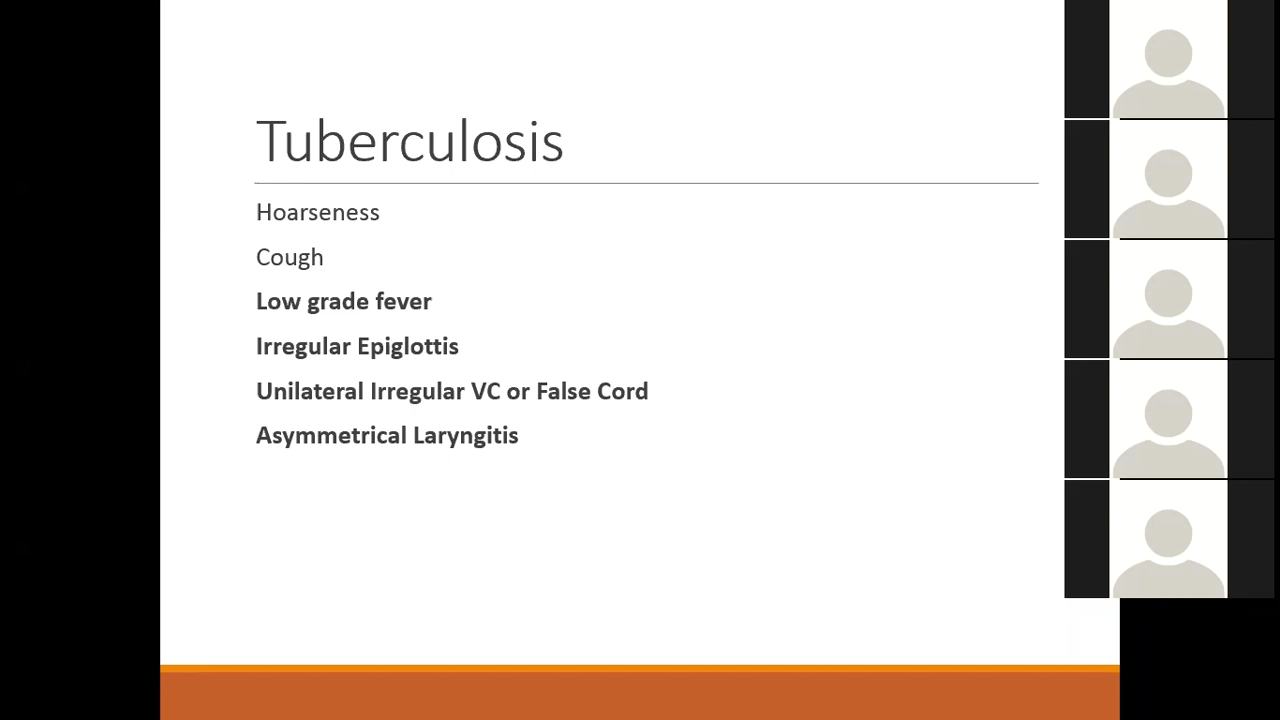 Tuberculosis
Hoarseness
Cough
Low grade fever
Irregular Epiglottis
Unilateral Irregular VC or False Cord
Asymmetrical Laryngitis